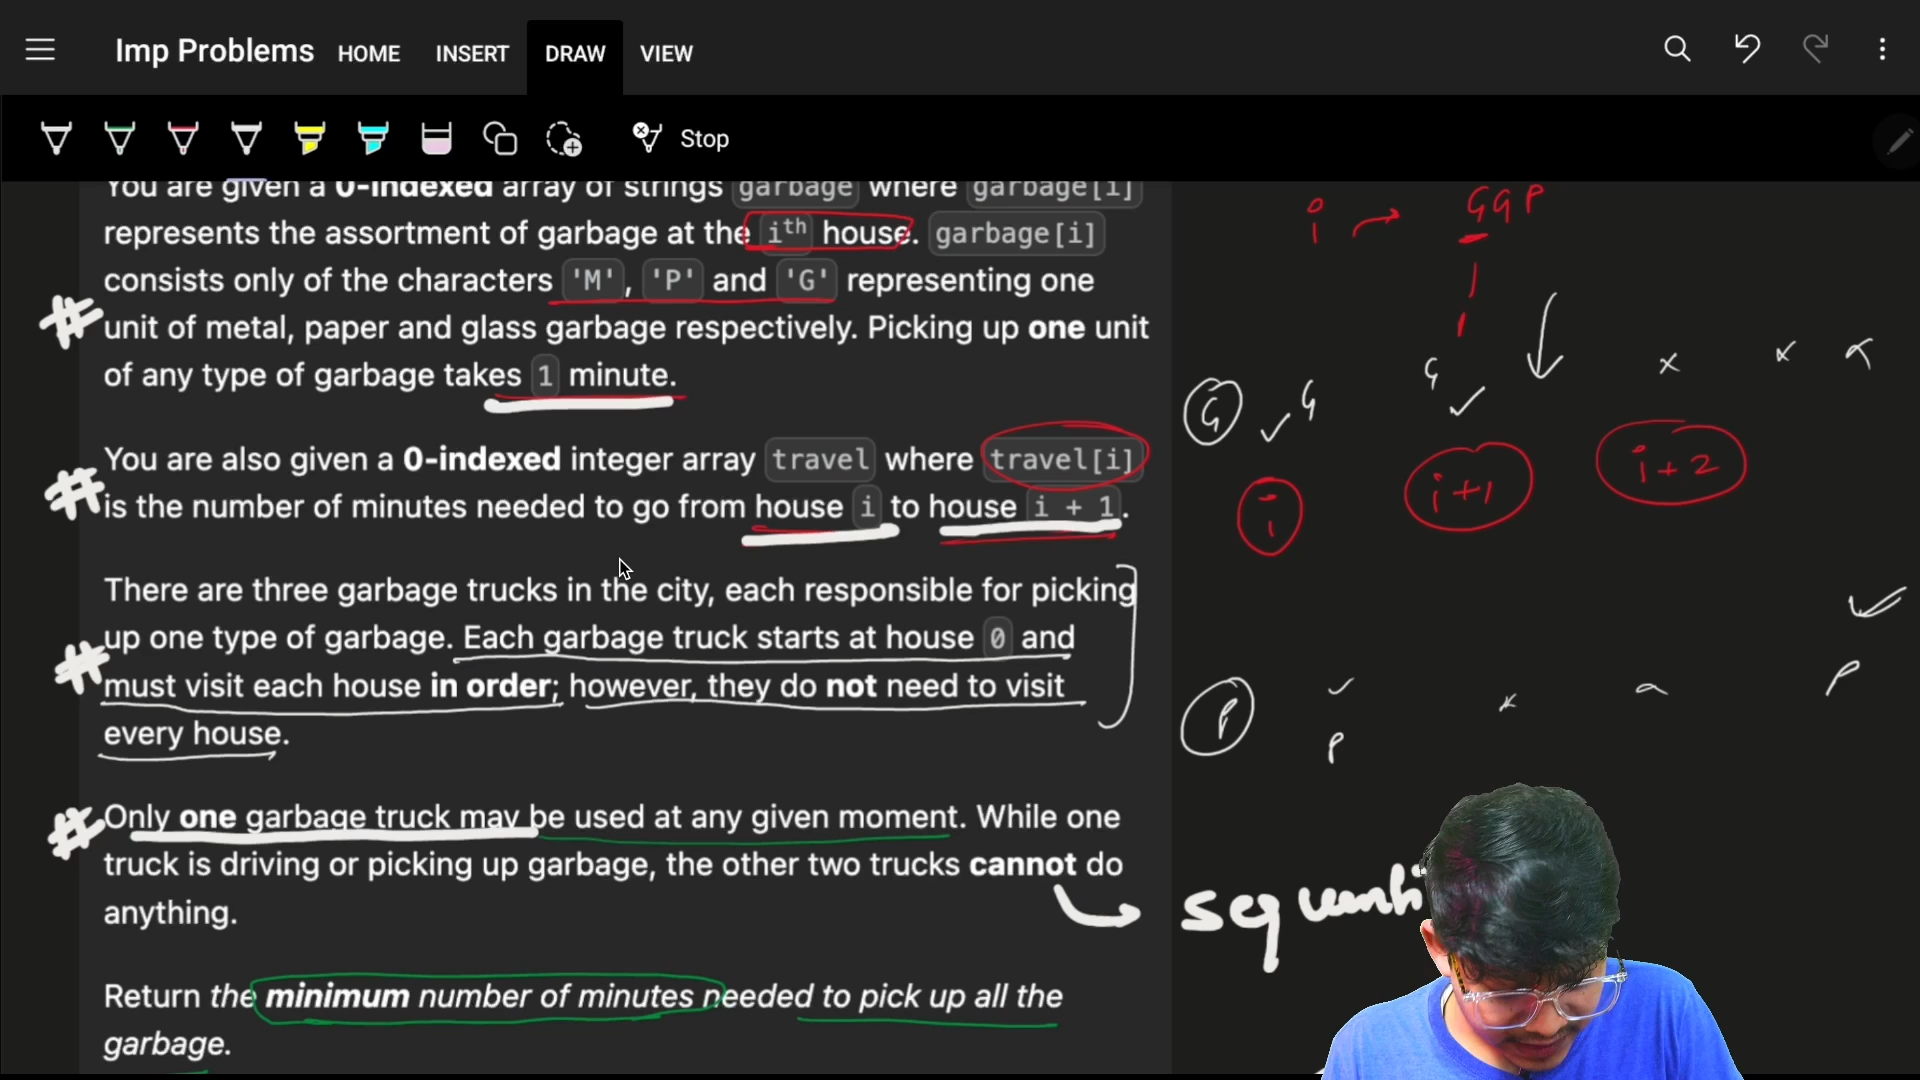 Imp Problems HOME INSERT DRAW VIEW
Stop
You are given a 0-indexed array of strings garbage where garbage[i]
represents the assortment of garbage at the ith house. garbage[i]
consists only of the characters 'M', 'P' and 'G' representing one
unit of metal, paper and glass garbage respectively. Picking up one unit
of any type of garbage takes 1 minute.
You are also given a 0-indexed integer array travel where travel[i]
is the number of minutes needed to go from house i to house i + 1.
There are three garbage trucks in the city, each responsible for picking
up one type of garbage. Each garbage truck starts at house 0 and
must visit each house in order; however, they do not need to visit
every house.
Only one garbage truck may be used at any given moment. While one
truck is driving or picking up garbage, the other two trucks cannot do
anything.
Return the minimum number of minutes needed to pick up all the
garbage.
i → GGP
G G G
i i+1 i+2
P P
P